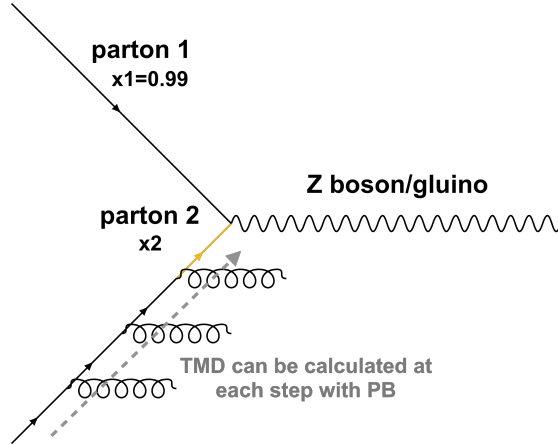 parton 1
x1=0.99
Z boson/gluino
parton 2
x2
TMD can be calculated at
each step with PB